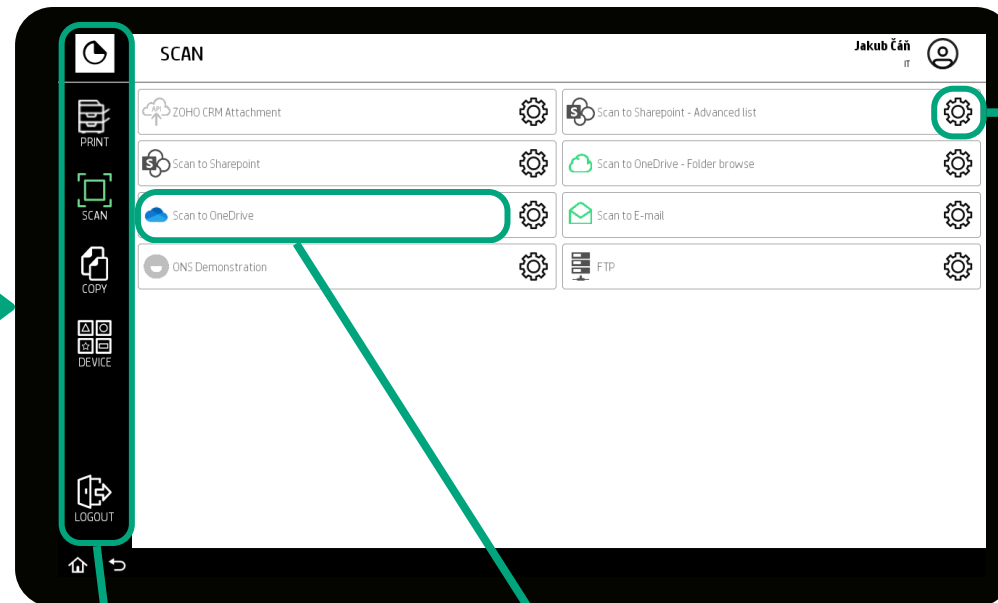 SCAN
Jakub Čáň
IT
PRINT
SCAN
COPY
DEVICE
LOGOUT
API
ZOHO CRM Attachment
S
Scan to Sharepoint - Advanced list
S
Scan to Sharepoint
Scan to OneDrive - Folder browse
Scan to OneDrive
Scan to E-mail
ONS Demonstration
FTP